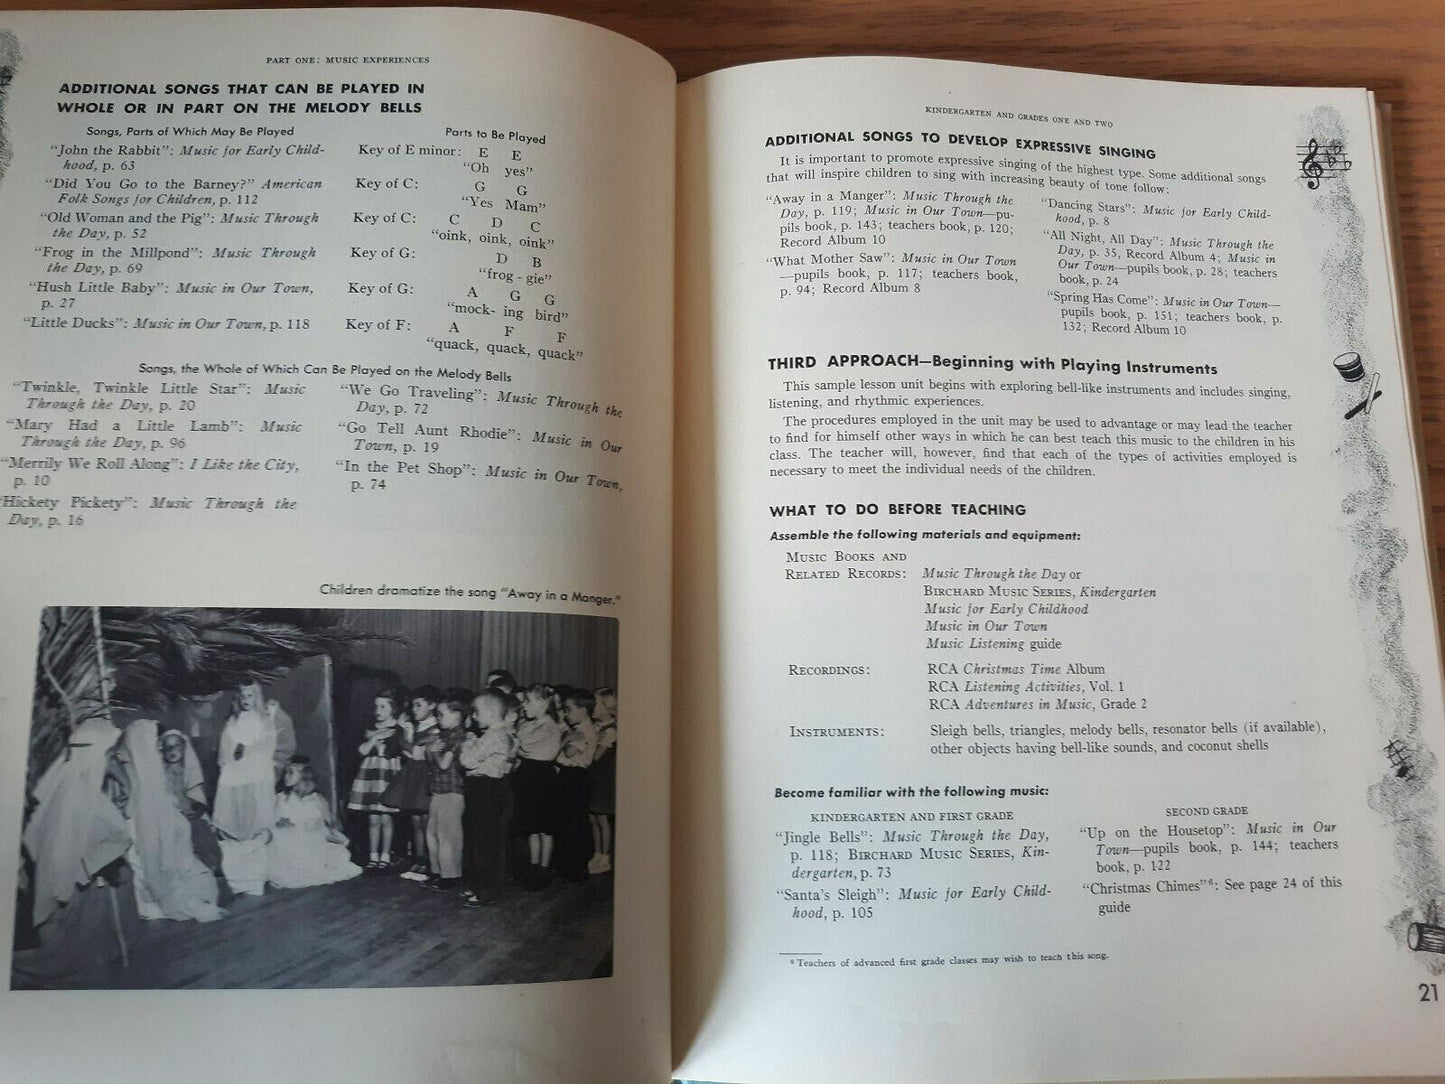 PART ONE: MUSIC EXPERIENCES
ADDITIONAL SONGS THAT CAN BE PLAYED IN
WHOLE OR IN PART ON THE MELODY BELLS
Songs, Parts of Which May Be Played
Parts to Be Played
"John the Rabbit": Music for Early Child-
hood, p. 63
Key of E minor: E E
"Oh yes"
"Did You Go to the Barney?" American
Folk Songs for Children, p. 112
Key of C: G G
"Yes Mam"
"Old Woman and the Pig": Music Through
the Day, p. 52
Key of C: C D C
"oink, oink, oink"
"Frog in the Millpond": Music Through
the Day, p. 69
Key of G: D B
"frog - gie"
"Hush Little Baby": Music in Our Town,
p. 27
Key of G: A G G
"mock- ing bird"
"Little Ducks": Music in Our Town, p. 118
Key of F: A F F
"quack, quack, quack"
Songs, the Whole of Which Can Be Played on the Melody Bells
"Twinkle, Twinkle Little Star": Music
Through the Day, p. 20
"Mary Had a Little Lamb": Music
Through the Day, p. 96
"Merrily We Roll Along": I Like the City,
p. 10
Hickety Pickety": Music Through the
Day, p. 16
"We Go Traveling": Music Through the
Day, p. 72
"Go Tell Aunt Rhodie": Music in Our
Town, p. 19
"In the Pet Shop": Music in Our Town,
p. 74
Children dramatize the song "Away in a Manger."
KINDERGARTEN AND GRADES ONE AND TWO
ADDITIONAL SONGS TO DEVELOP EXPRESSIVE SINGING
It is important to promote expressive singing of the highest type. Some additional songs
that will inspire children to sing with increasing beauty of tone follow:
"Away in a Manger": Music Through the
Day, p. 119; Music in Our Town—pu-
pils book, p. 143; teachers book, p. 120;
Record Album 10
"What Mother Saw": Music in Our Town
—pupils book, p. 117; teachers book,
p. 94; Record Album 8
"Dancing Stars": Music for Early Child-
hood, p. 8
"All Night, All Day": Music Through the
Day, p. 35, Record Album 4; Music in
Our Town—pupils book, p. 28; teachers
book, p. 24
"Spring Has Come": Music in Our Town—
pupils book, p. 151; teachers book, p.
132; Record Album 10
THIRD APPROACH—Beginning with Playing Instruments
This sample lesson unit begins with exploring bell-like instruments and includes singing,
listening, and rhythmic experiences.
The procedures employed in the unit may be used to advantage or may lead the teacher
to find for himself other ways in which he can best teach this music to the children in his
class. The teacher will, however, find that each of the types of activities employed is
necessary to meet the individual needs of the children.
WHAT TO DO BEFORE TEACHING
Assemble the following materials and equipment:
MUSIC BOOKS AND
RELATED RECORDS: Music Through the Day or
BIRCHARD MUSIC SERIES, Kindergarten
Music for Early Childhood
Music in Our Town
Music Listening guide
RECORDINGS: RCA Christmas Time Album
RCA Listening Activities, Vol. 1
RCA Adventures in Music, Grade 2
INSTRUMENTS: Sleigh bells, triangles, melody bells, resonator bells (if available),
other objects having bell-like sounds, and coconut shells
Become familiar with the following music:
KINDERGARTEN AND FIRST GRADE
"Jingle Bells": Music Through the Day,
p. 118; BIRCHARD MUSIC SERIES, Kin-
dergarten, p. 73
"Santa's Sleigh": Music for Early Child-
hood, p. 105
SECOND GRADE
"Up on the Housetop": Music in Our
Town—pupils book, p. 144; teachers
book, p. 122
"Christmas Chimes"⁶: See page 24 of this
guide
⁶ Teachers of advanced first grade classes may wish to teach this song.
21